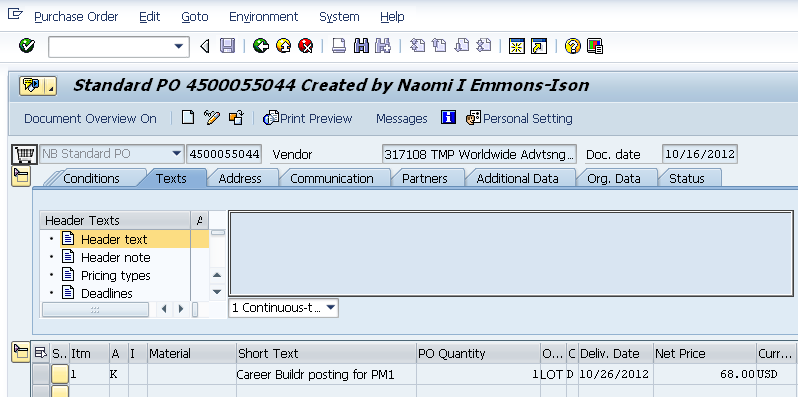 Purchase Order Edit Goto Environment System Help
Standard PO 4500055044 Created by Naomi I Emmons-Ison
Document Overview On Print Preview Messages Personal Setting
NB Standard PO 4500055044 Vendor 317108 TMP Worldwide Advtsng... Doc. date 10/16/2012
Conditions Texts Address Communication Partners Additional Data Org. Data Status
Header Texts
Header text
Header note
Pricing types
Deadlines
1 Continuous-t...
S.. Itm A I Material Short Text PO Quantity O... C Deliv. Date Net Price Curr...
1 K Career Buildr posting for PM1 1 LOT D 10/26/2012 68.00 USD